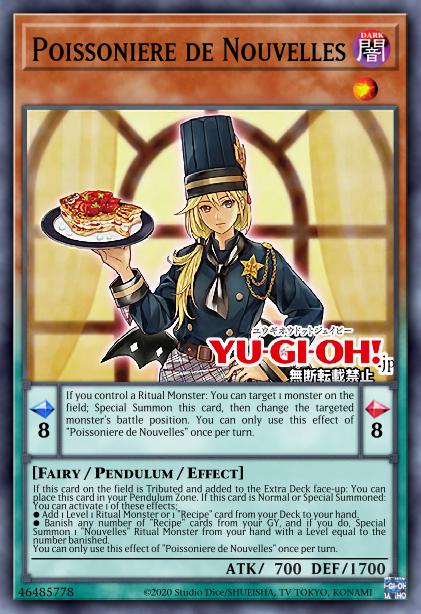 POISSONIERE DE NOUVELLES
DARK
闇
ユウギオウドットジェイピー
YU-GI-OH!.jp
無断転載禁止
If you control a Ritual Monster: You can target 1 monster on the
field; Special Summon this card, then change the targeted
monster's battle position. You can only use this effect of
"Poissoniere de Nouvelles" once per turn.
8
8
[FAIRY / PENDULUM / EFFECT]
If this card on the field is Tributed and added to the Extra Deck face-up: You can
place this card in your Pendulum Zone. If this card is Normal or Special Summoned:
You can activate 1 of these effects;
● Add 1 Level 1 Ritual Monster or 1 "Recipe" card from your Deck to your hand.
● Banish any number of "Recipe" cards from your GY, and if you do, Special
Summon 1 "Nouvelles" Ritual Monster from your hand with a Level equal to the
number banished.
You can only use this effect of "Poissoniere de Nouvelles" once per turn.
ATK/ 700 DEF/1700
46485778
©2020 Studio Dice/SHUEISHA, TV TOKYO, KONAMI